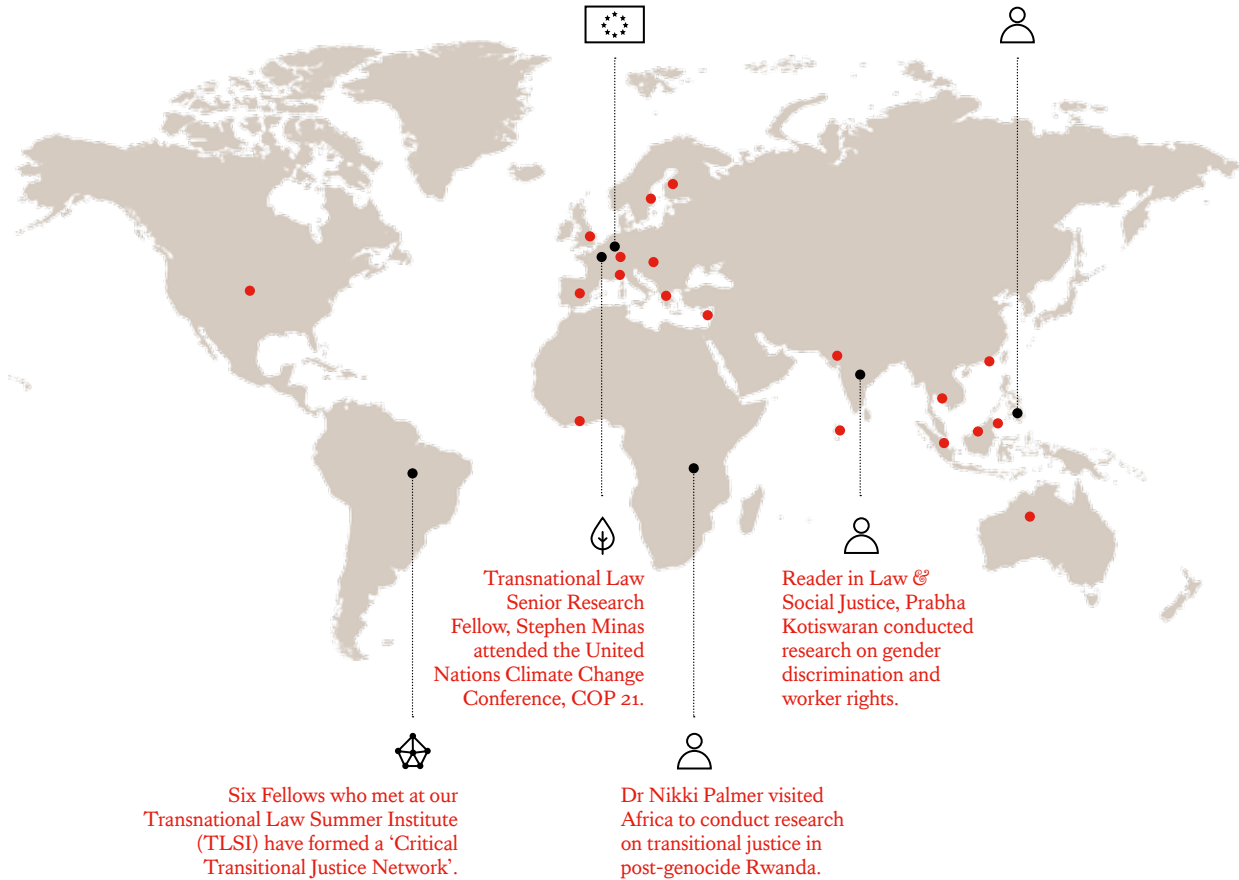 Transnational Law
Senior Research
Fellow, Stephen Minas
attended the United
Nations Climate Change
Conference, COP 21.
Reader in Law &
Social Justice, Prabha
Kotiswaran conducted
research on gender
discrimination and
worker rights.
Six Fellows who met at our
Transnational Law Summer Institute
(TLSI) have formed a ‘Critical
Transitional Justice Network’.
Dr Nikki Palmer visited
Africa to conduct research
on transitional justice in
post-genocide Rwanda.